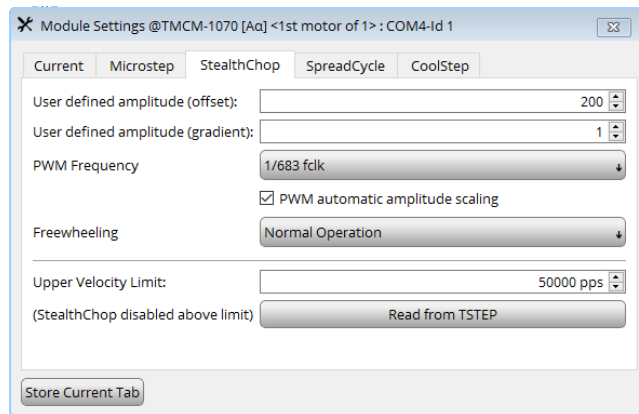 Module Settings @TMCM-1070 [Aα] <1st motor of 1> : COM4-Id 1
Current Microstep StealthChop SpreadCycle CoolStep
User defined amplitude (offset): 200
User defined amplitude (gradient): 1
PWM Frequency 1/683 fclk
PWM automatic amplitude scaling
Freewheeling Normal Operation
Upper Velocity Limit: 50000 pps
(StealthChop disabled above limit) Read from TSTEP
Store Current Tab